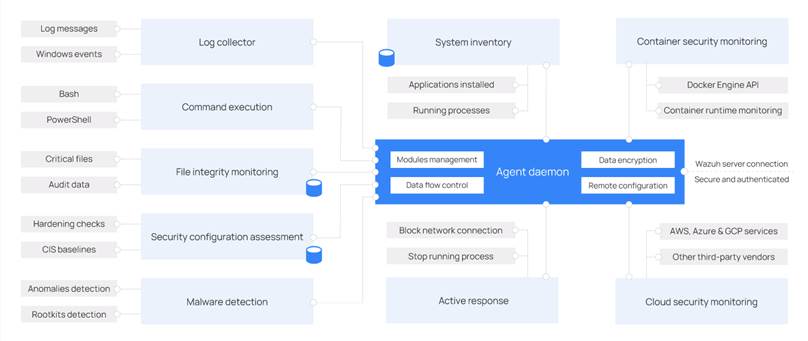 Log messages
Windows events
Log collector
Bash
PowerShell
Command execution
Critical files
Audit data
File integrity monitoring
Hardening checks
CIS baselines
Security configuration assessment
Anomalies detection
Rootkits detection
Malware detection
System inventory
Applications installed
Running processes
Container security monitoring
Docker Engine API
Container runtime monitoring
Modules management
Data flow control
Agent daemon
Data encryption
Remote configuration
Wazuh server connection
Secure and authenticated
Block network connection
Stop running process
Active response
AWS, Azure & GCP services
Other third-party vendors
Cloud security monitoring